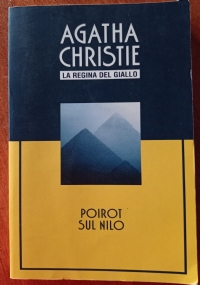 AGATHA
CHRISTIE
LA REGINA DEL GIALLO
POIROT
SUL NILO